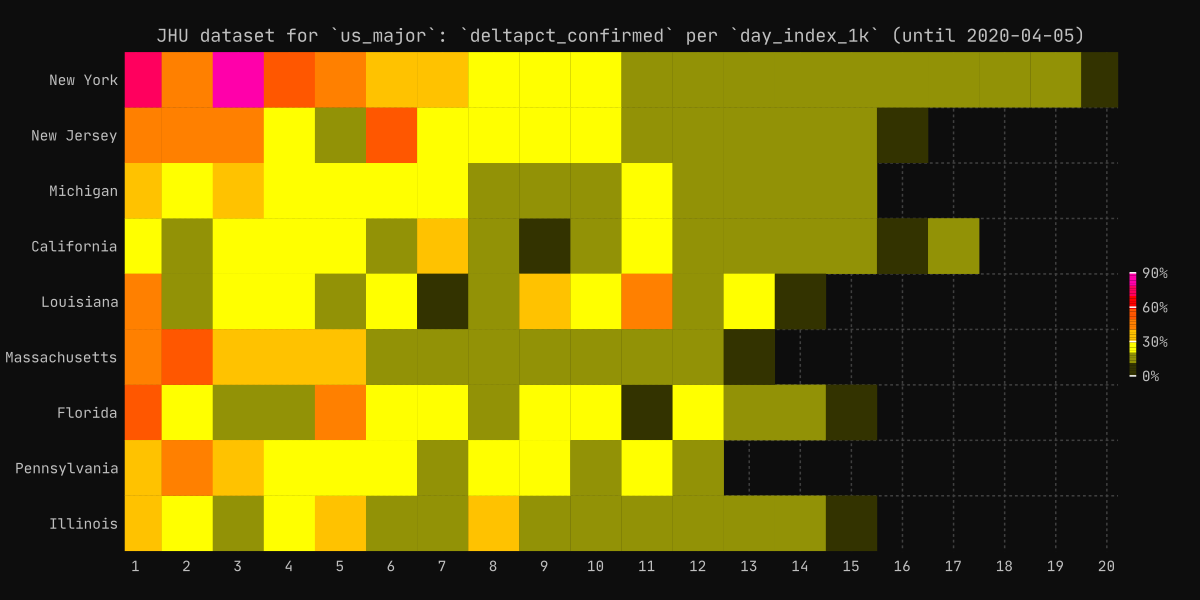 JHU dataset for `us_major`: `deltapct_confirmed` per `day_index_1k` (until 2020-04-05)
New York
New Jersey
Michigan
California
Louisiana
Massachusetts
Florida
Pennsylvania
Illinois
90%
60%
30%
0%
1 2 3 4 5 6 7 8 9 10 11 12 13 14 15 16 17 18 19 20